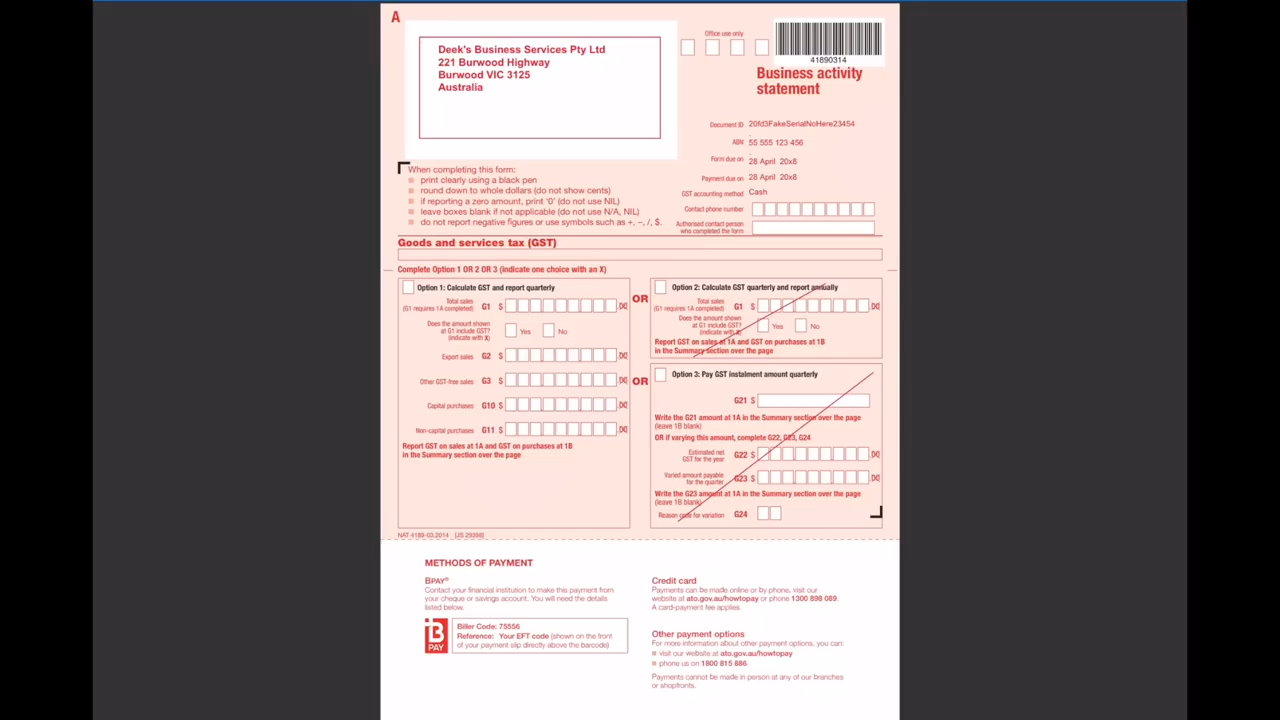 A
Deek's Business Services Pty Ltd
221 Burwood Highway
Burwood VIC 3125
Australia
Office use only
41890314
Business activity
statement
Document ID 20fd3FakeSerialNoHere23454
ABN 55 555 123 456
Form due on 28 April 20x8
Payment due on 28 April 20x8
GST accounting method Cash
Contact phone number
Authorised contact person
who completed the form
When completing this form:
print clearly using a black pen
round down to whole dollars (do not show cents)
if reporting a zero amount, print '0' (do not use NIL)
leave boxes blank if not applicable (do not use N/A, NIL)
do not report negative figures or use symbols such as +, −, /, $.
Goods and services tax (GST)
Complete Option 1 OR 2 OR 3 (indicate one choice with an X)
Option 1: Calculate GST and report quarterly
Total sales
(G1 requires 1A completed) G1 $
Does the amount shown
at G1 include GST?
(indicate with X) Yes No
Export sales G2 $
Other GST-free sales G3 $
Capital purchases G10 $
Non-capital purchases G11 $
Report GST on sales at 1A and GST on purchases at 1B
in the Summary section over the page
OR
OR
Option 2: Calculate GST quarterly and report annually
Total sales
(G1 requires 1A completed) G1 $
Does the amount shown
at G1 include GST?
(indicate with X) Yes No
Report GST on sales at 1A and GST on purchases at 1B
in the Summary section over the page
Option 3: Pay GST instalment amount quarterly
G21 $
Write the G21 amount at 1A in the Summary section over the page
(leave 1B blank)
OR if varying this amount, complete G22, G23, G24
Estimated net
GST for the year G22 $
Varied amount payable
for the quarter G23 $
Write the G23 amount at 1A in the Summary section over the page
(leave 1B blank)
Reason code for variation G24
NAT 4189-03.2014 [JS 29358]
METHODS OF PAYMENT
BPAY®
Contact your financial institution to make this payment from
your cheque or savings account. You will need the details
listed below.
B
PAY
Biller Code: 75556
Reference: Your EFT code (shown on the front
of your payment slip directly above the barcode)
Credit card
Payments can be made online or by phone, visit our
website at ato.gov.au/howtopay or phone 1300 898 089.
A card-payment fee applies.
Other payment options
For more information about other payment options, you can:
visit our website at ato.gov.au/howtopay
phone us on 1800 815 886
Payments cannot be made in person at any of our branches
or shopfronts.